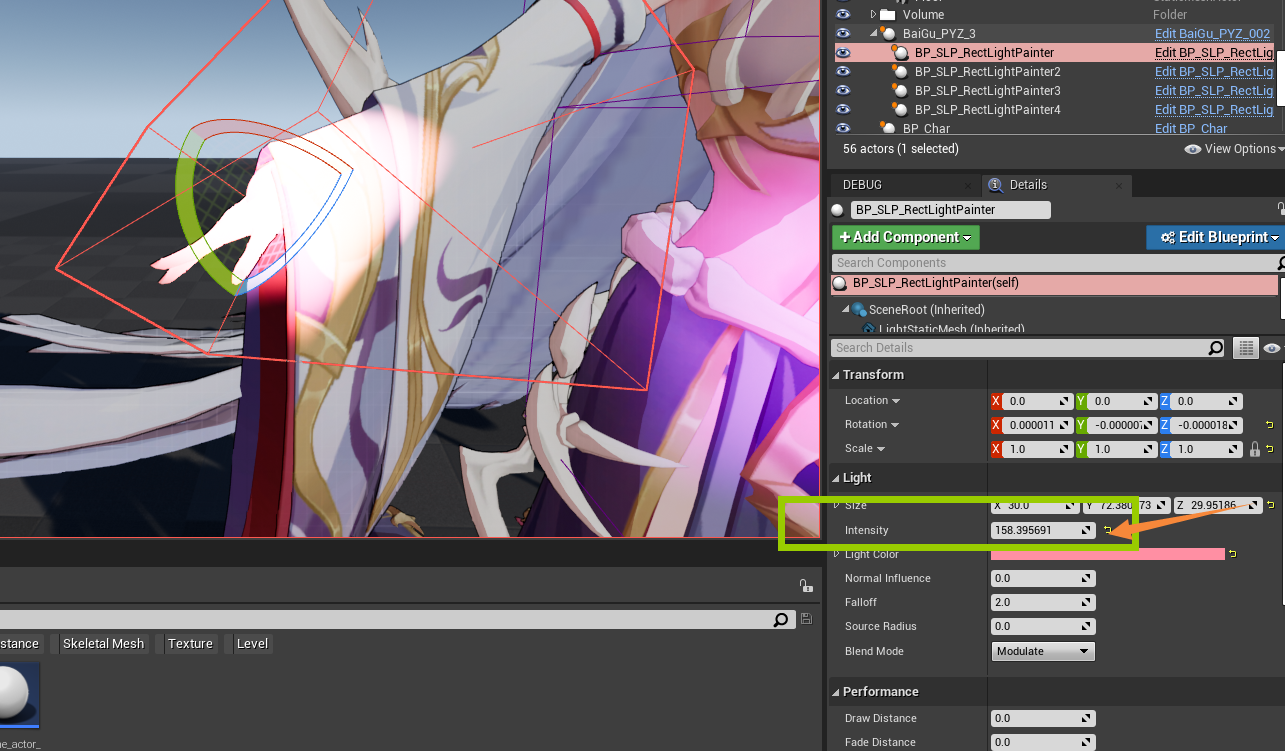 Volume Folder
BaiGu_PYZ_3 Edit BaiGu_PYZ_002
BP_SLP_RectLightPainter Edit BP_SLP_RectLig
BP_SLP_RectLightPainter2 Edit BP_SLP_RectLig
BP_SLP_RectLightPainter3 Edit BP_SLP_RectLig
BP_SLP_RectLightPainter4 Edit BP_SLP_RectLig
BP_Char Edit BP_Char
56 actors (1 selected) View Options
DEBUG Details
BP_SLP_RectLightPainter
+ Add Component Edit Blueprint
Search Components
BP_SLP_RectLightPainter(self)
SceneRoot (Inherited)
LightStaticMesh (Inherited)
Search Details
Transform
Location X 0.0 Y 0.0 Z 0.0
Rotation X 0.000011 Y -0.000007 Z -0.000018
Scale X 1.0 Y 1.0 Z 1.0
Light
Size X 30.0 Y 72.380 73 Z 29.95186
Intensity 158.395691
Light Color
Normal Influence 0.0
Falloff 2.0
Source Radius 0.0
Blend Mode Modulate
Performance
Draw Distance 0.0
Fade Distance 0.0
stance Skeletal Mesh Texture Level
ne_actor_